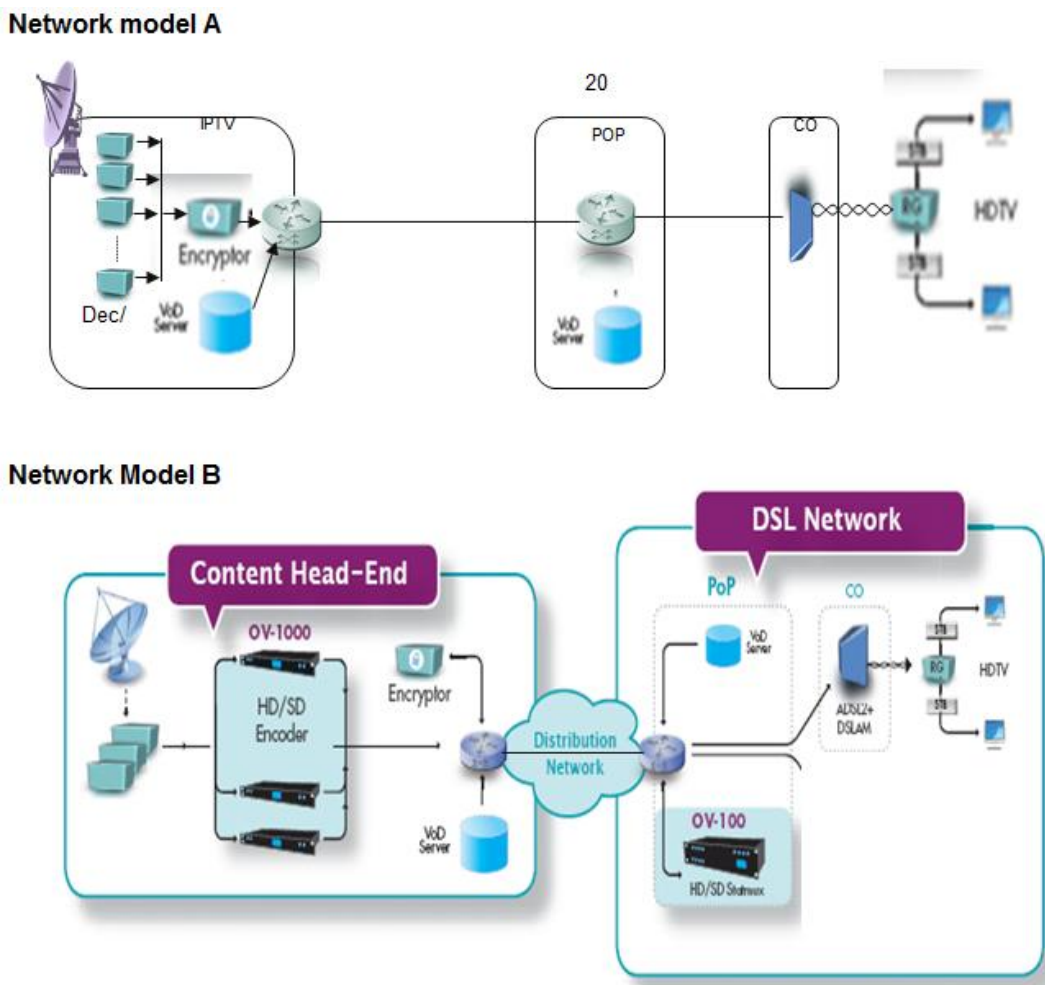 Network model A
20
IPTV
POP
CO
Encryptor
Dec/
VoD
Server
VoD
Server
STB
RG
HDTV
STB
Network Model B
DSL Network
Content Head-End
PoP
CO
OV-1000
VoD
Server
STB
RG
HDTV
STB
Encryptor
HD/SD
Encoder
ADSL2+
DSLAM
Distribution
Network
OV-100
VoD
Server
HD/SD Statmux